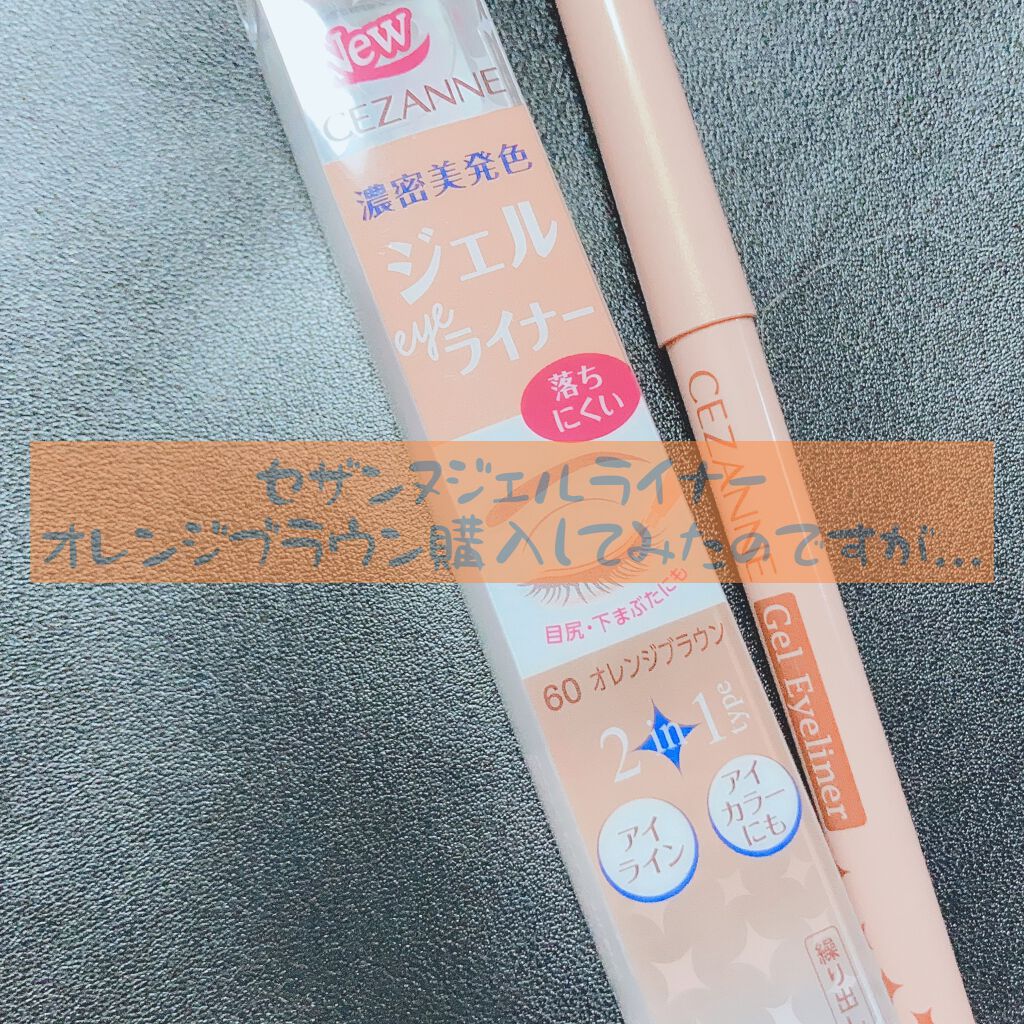 New
CEZANNE
濃密美発色
ジェル
eye
ライナー
落ち
にくい
セザンヌジェルライナー
オレンジブラウン購入してみたのですが...
目尻・下まぶたにも
60 オレンジブラウン
2 in 1 type
アイ
ライン
アイ
カラー
にも
繰り出
CEZANNE
Gel Eyeliner